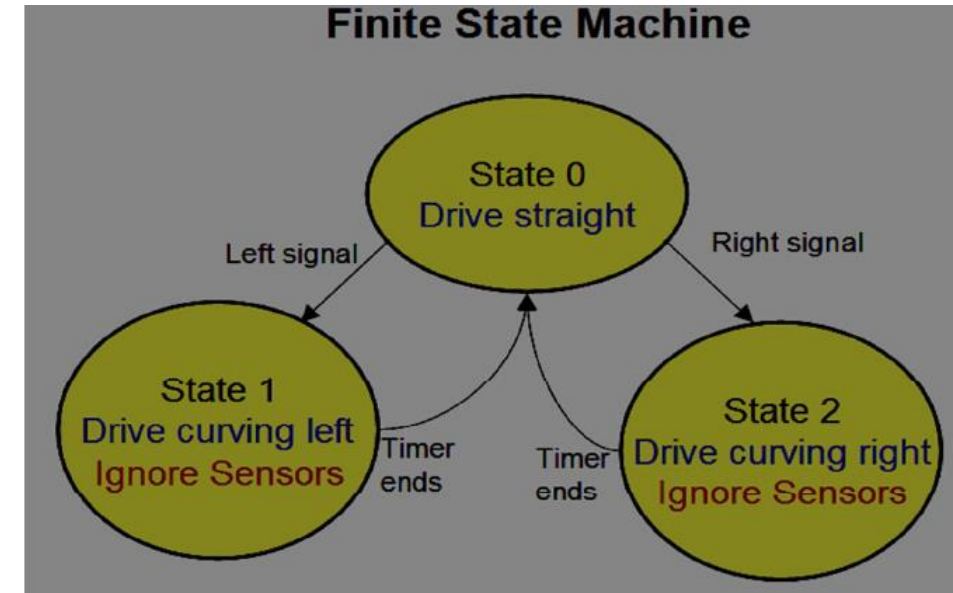 Finite State Machine
State 0
Drive straight
Left signal
Right signal
State 1
Drive curving left
Ignore Sensors
Timer
ends
Timer
ends
State 2
Drive curving right
Ignore Sensors